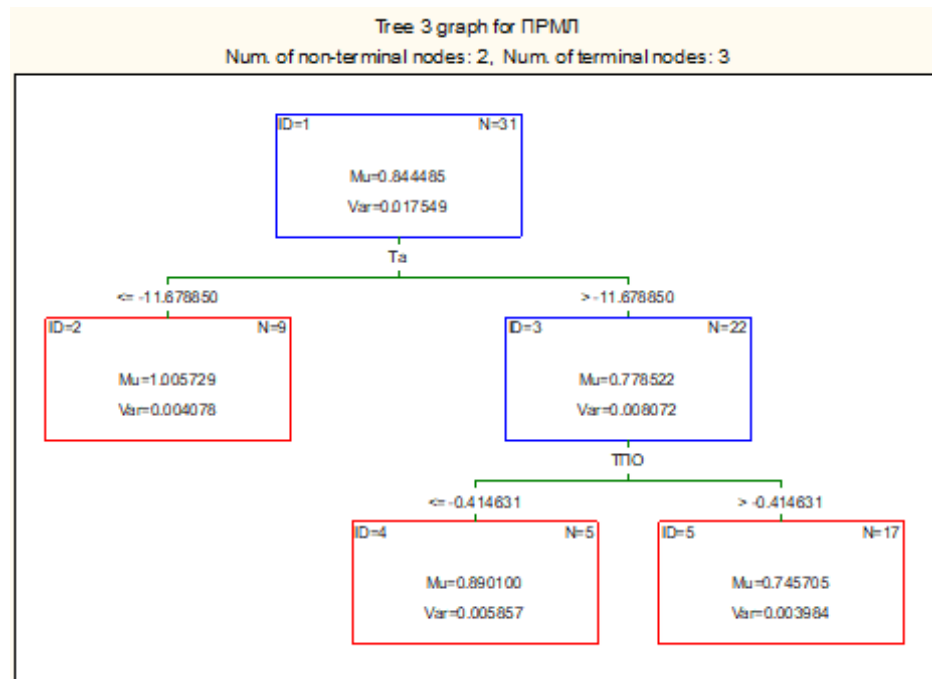 Tree 3 graph for ПРМЛ
Num. of non-terminal nodes: 2, Num. of terminal nodes: 3
ID=1 N=31
Mu=0.844485
Var=0.017549
Ta
<= -11.678850 > -11.678850
ID=2 N=9 ID=3 N=22
Mu=1.005729 Mu=0.778522
Var=0.004078 Var=0.008072
ТПО
<= -0.414631 > -0.414631
ID=4 N=5 ID=5 N=17
Mu=0.890100 Mu=0.745705
Var=0.005857 Var=0.003984